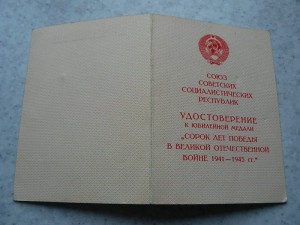 СОЮЗ
СОВЕТСКИХ
СОЦИАЛИСТИЧЕСКИХ
РЕСПУБЛИК
УДОСТОВЕРЕНИЕ
К ЮБИЛЕЙНОЙ МЕДАЛИ
„СОРОК ЛЕТ ПОБЕДЫ
В ВЕЛИКОЙ ОТЕЧЕСТВЕННОЙ
ВОЙНЕ 1941—1945 гг.“